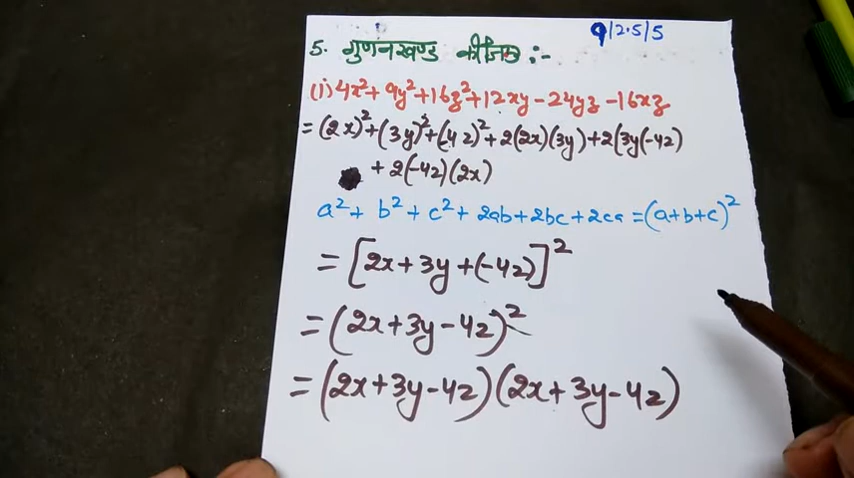 9/2.5/5
5. गुणनखण्ड कीजिए :-
(i) 4x² + 9y² + 16z² + 12xy - 24yz - 16xz
= (2x)² + (3y)² + (-4z)² + 2(2x)(3y) + 2(3y(-4z)
+ 2(-4z)(2x)
a² + b² + c² + 2ab + 2bc + 2ca = (a+b+c)²
= [2x + 3y + (-4z)]²
= (2x + 3y - 4z)²
= (2x + 3y - 4z)(2x + 3y - 4z)